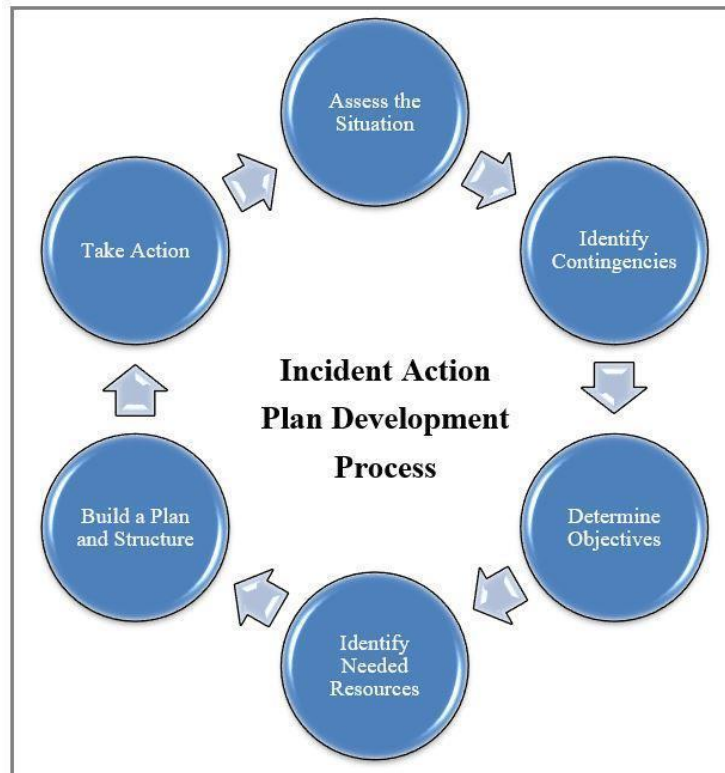 Assess the
Situation
Identify
Contingencies
Determine
Objectives
Identify
Needed
Resources
Build a Plan
and Structure
Take Action
Incident Action
Plan Development
Process